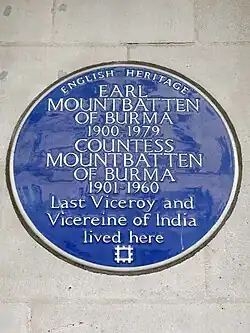 ENGLISH HERITAGE
EARL
MOUNTBATTEN
OF BURMA
1900-1979
COUNTESS
MOUNTBATTEN
OF BURMA
1901-1960
Last Viceroy and
Vicereine of India
lived here